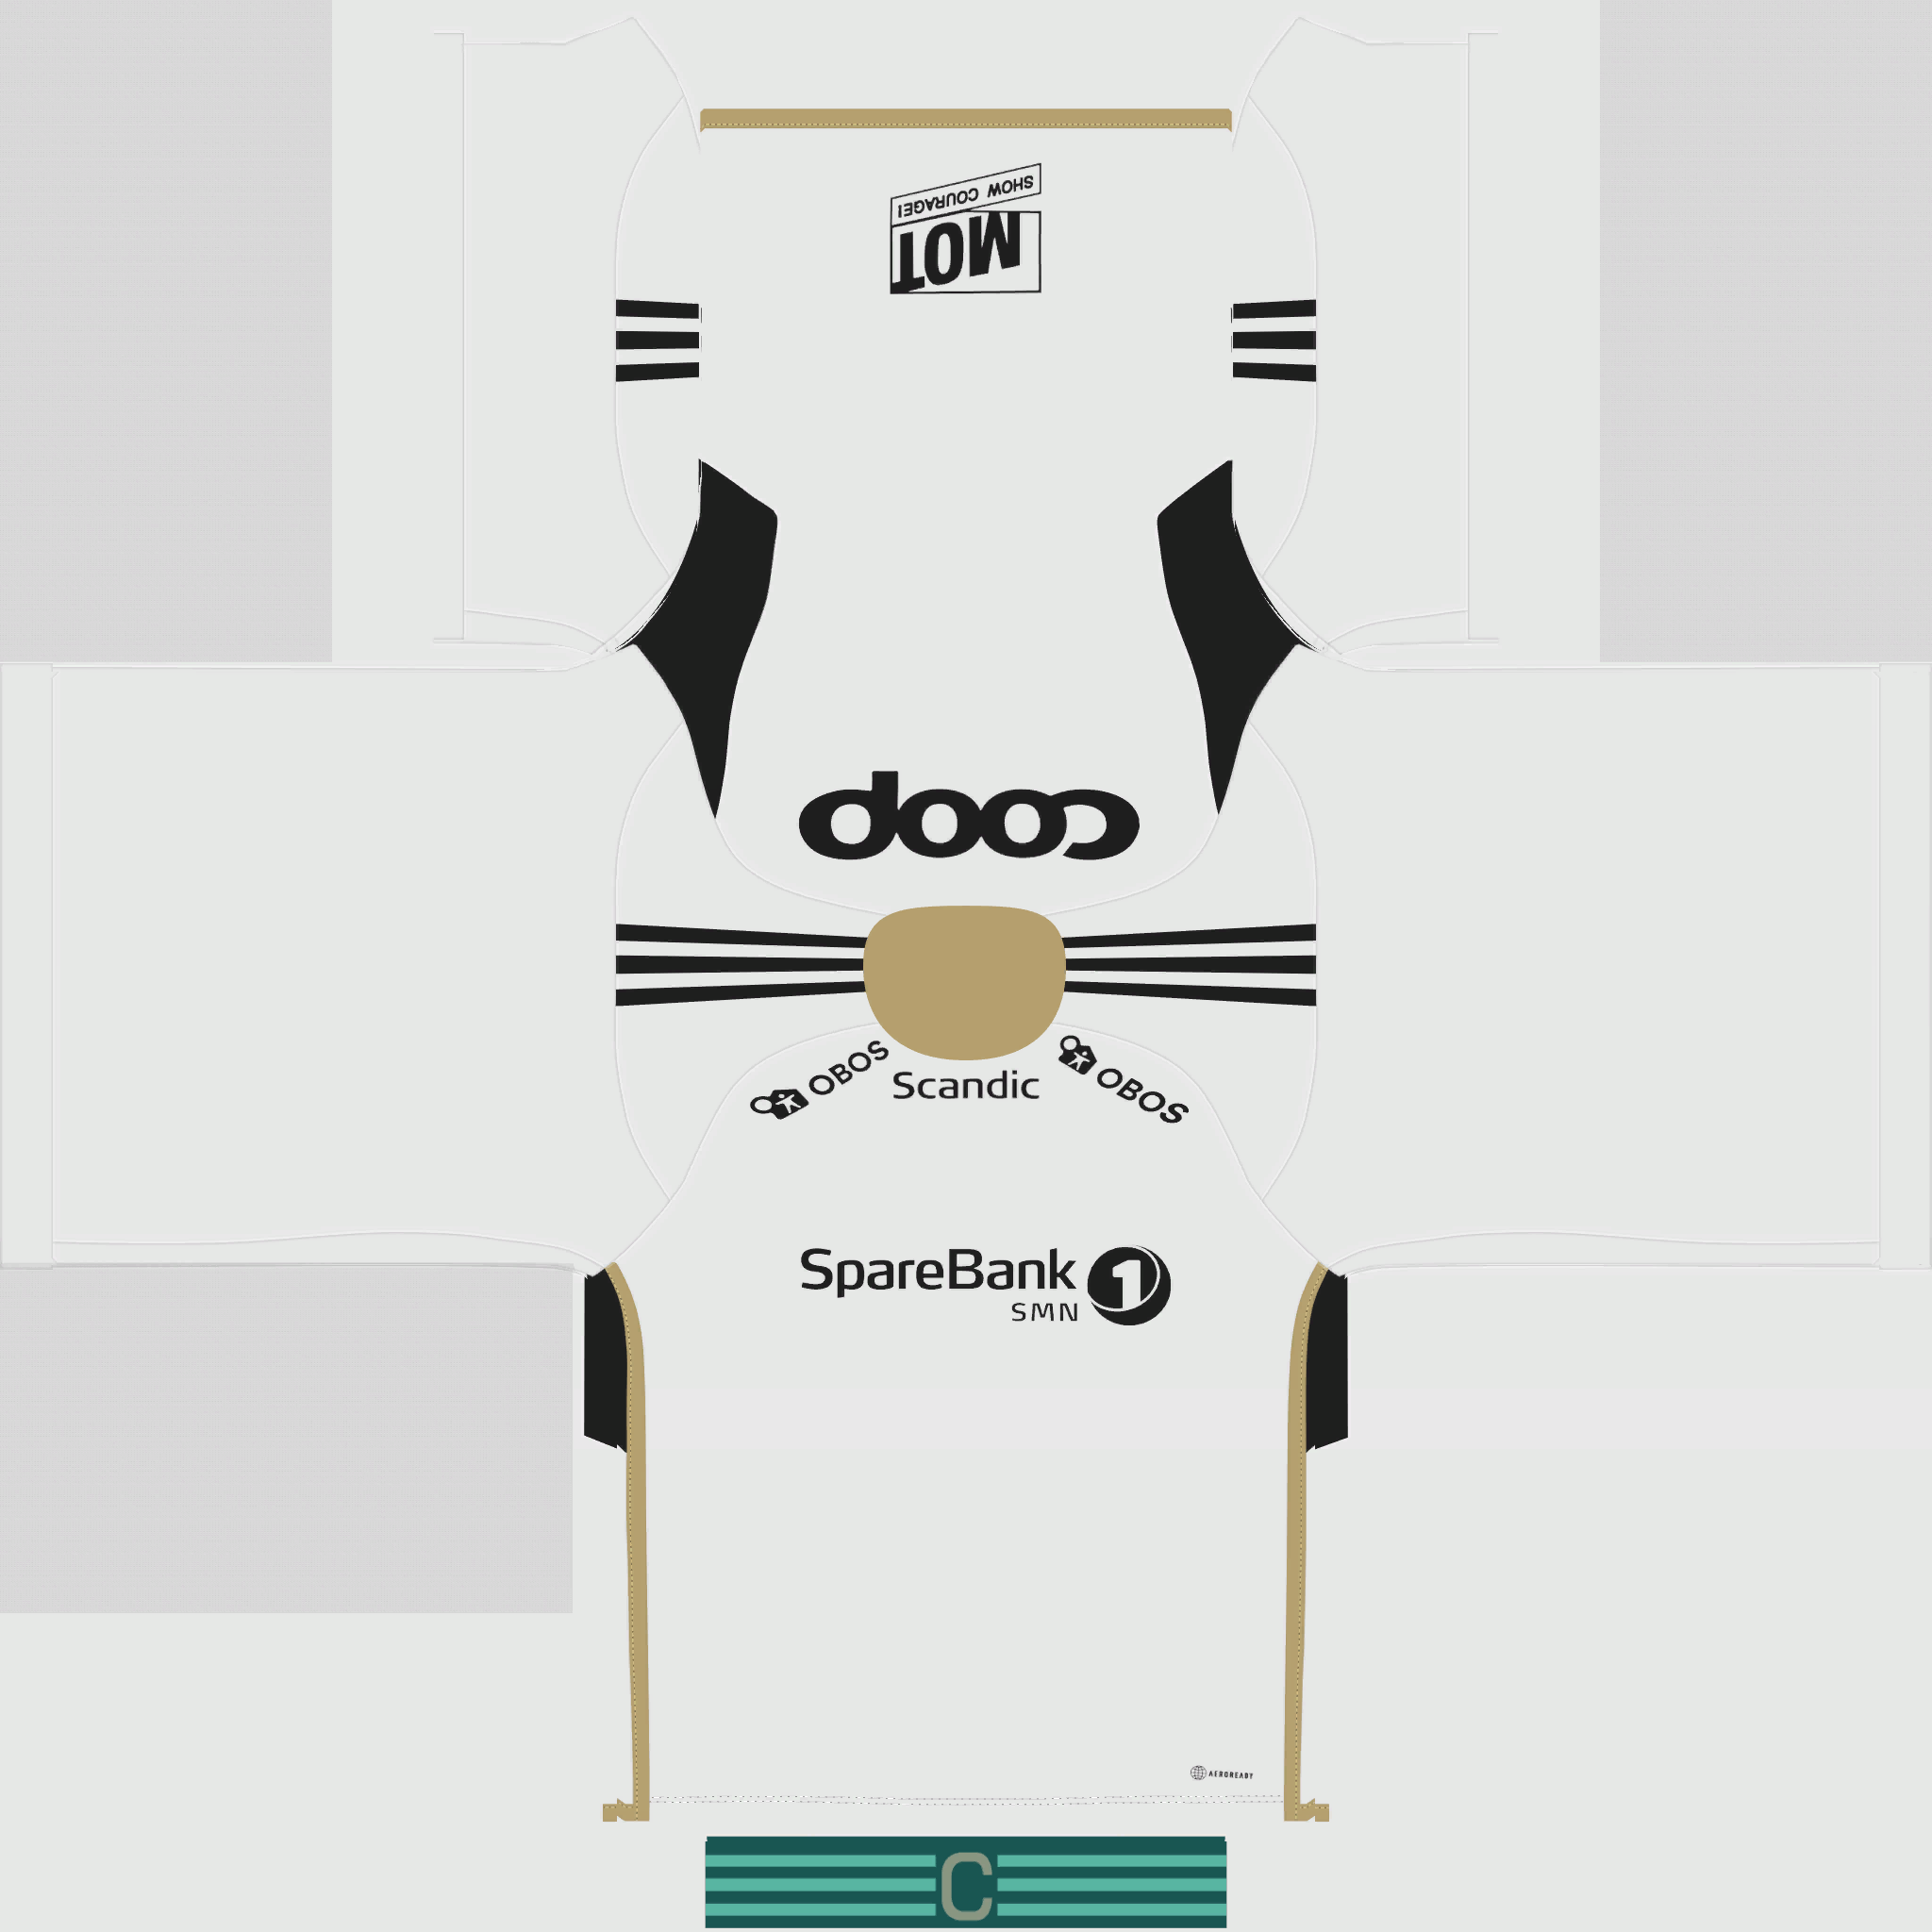 SHOW COURAGE!
MOT
coop
OBOS
Scandic
OBOS
SpareBank 1
SMN
AEROREADY
C